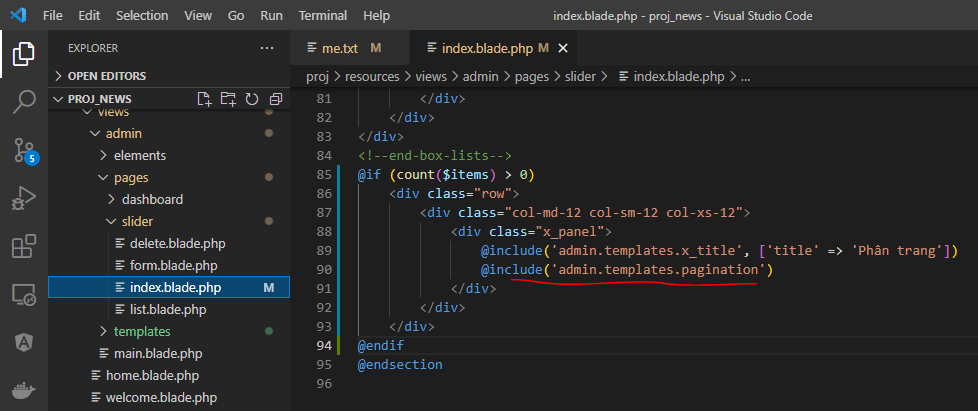 File Edit Selection View Go Run Terminal Help index.blade.php - proj_news - Visual Studio Code
EXPLORER
OPEN EDITORS
PROJ_NEWS
views
admin
elements
pages
dashboard
slider
delete.blade.php
form.blade.php
index.blade.php M
list.blade.php
templates
main.blade.php
home.blade.php
welcome.blade.php
5
me.txt M index.blade.php M
proj > resources > views > admin > pages > slider > index.blade.php > ...
81 </div>
82 </div>
83 </div>
84 <!--end-box-lists-->
85 @if (count($items) > 0)
86 <div class="row">
87 <div class="col-md-12 col-sm-12 col-xs-12">
88 <div class="x_panel">
89 @include('admin.templates.x_title', ['title' => 'Phân trang'])
90 @include('admin.templates.pagination')
91 </div>
92 </div>
93 </div>
94 @endif
95 @endsection
96